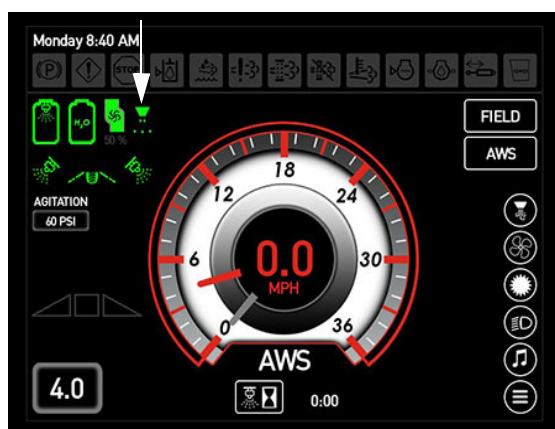 Monday 8:40 AM
(P)
STOP
FIELD
H₂O
50 %
AWS
18
12
24
AGITATION
60 PSI
6
0.0
30
MPH
0
36
AWS
4.0
0:00